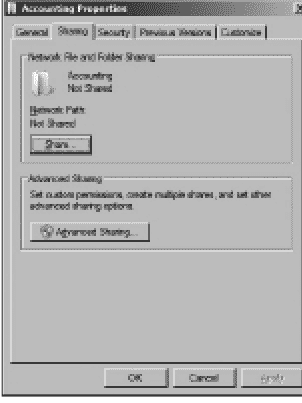 Accounting Properties
General Sharing Security Previous Versions Customize
Network File and Folder Sharing
Accounting
Not Shared
Network Path:
Not Shared
Share...
Advanced Sharing
Set custom permissions, create multiple shares, and set other
advanced sharing options.
Advanced Sharing...
OK Cancel Apply